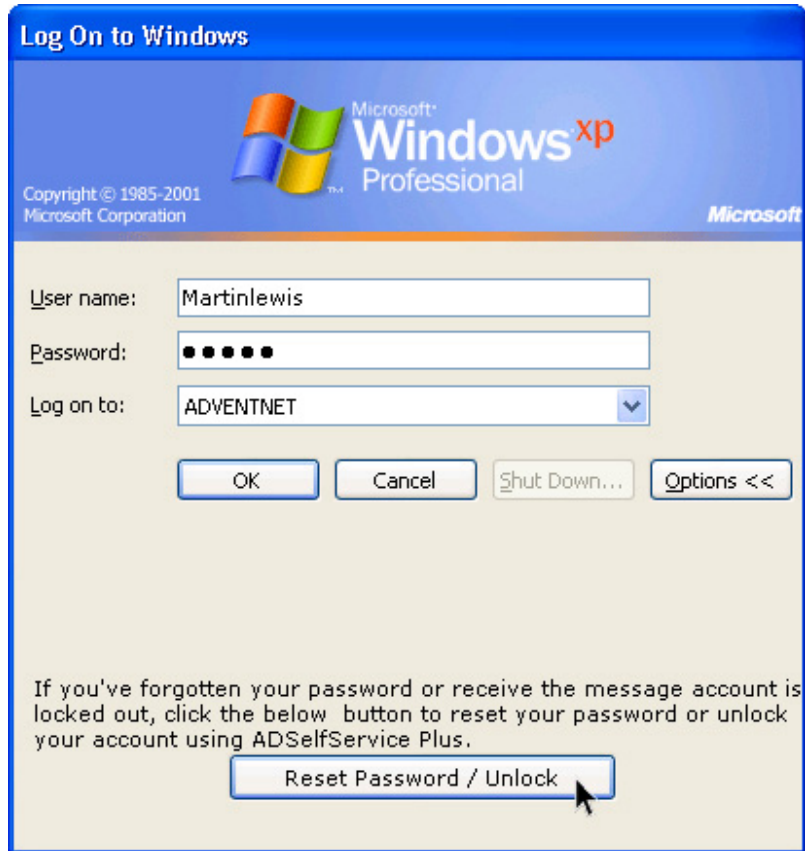 Log On to Windows
Microsoft®
Windows xp
Professional
TM
Copyright © 1985-2001
Microsoft Corporation
Microsoft
User name: Martinlewis
Password: ●●●●●
Log on to: ADVENTNET
OK Cancel Shut Down... Options <<
If you've forgotten your password or receive the message account is
locked out, click the below button to reset your password or unlock
your account using ADSelfService Plus.
Reset Password / Unlock